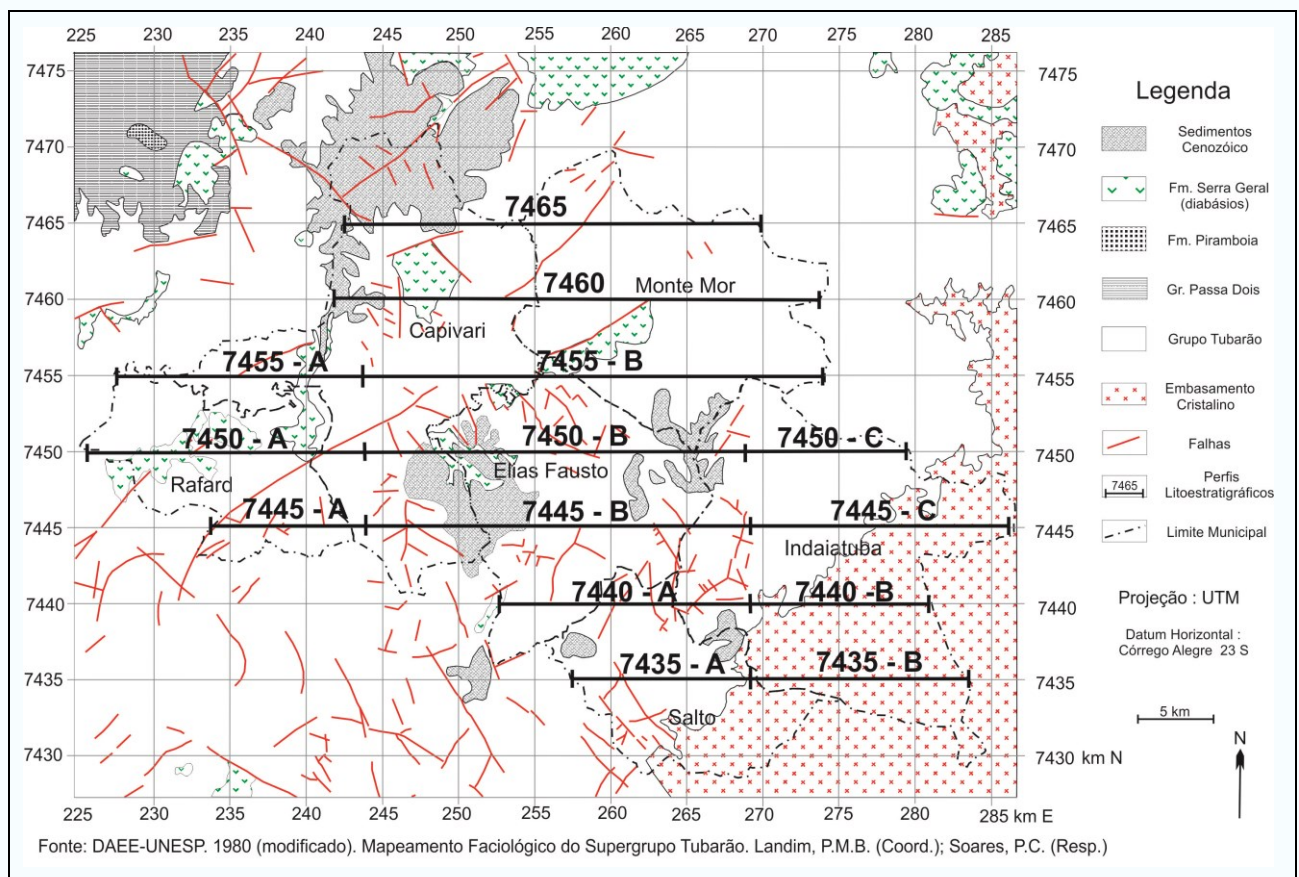 225 230 235 242 245 250 255 260 265 270 275 280 286
7475 7475
7470 7470
7465 7465
7460 7460
7455 7455
7450 7450
7445 7445
7440 7440
7435 7435
7430 7430 km N
7465
7460
Monte Mor
Capivari
7455 - A 7455 - B
7450 - A 7450 - B 7450 - C
Elias Fausto
Rafard
7445 - A 7445 - B 7445 - C
Indaiatuba
7440 - A 7440 -B
7435 - A 7435 - B
Salto
225 230 235 240 245 250 255 260 265 270 275 280 285 km E
Legenda
Sedimentos
Cenozóico
Fm. Serra Geral
(diabásios)
Fm. Piramboia
Gr. Passa Dois
Grupo Tubarão
Embasamento
Cristalino
Falhas
7465
Perfis
Litoestratigráficos
Limite Municipal
Projeção : UTM
Datum Horizontal :
Córrego Alegre 23 S
5 km
N
Fonte: DAEE-UNESP. 1980 (modificado). Mapeamento Faciológico do Supergrupo Tubarão. Landim, P.M.B. (Coord.); Soares, P.C. (Resp.)